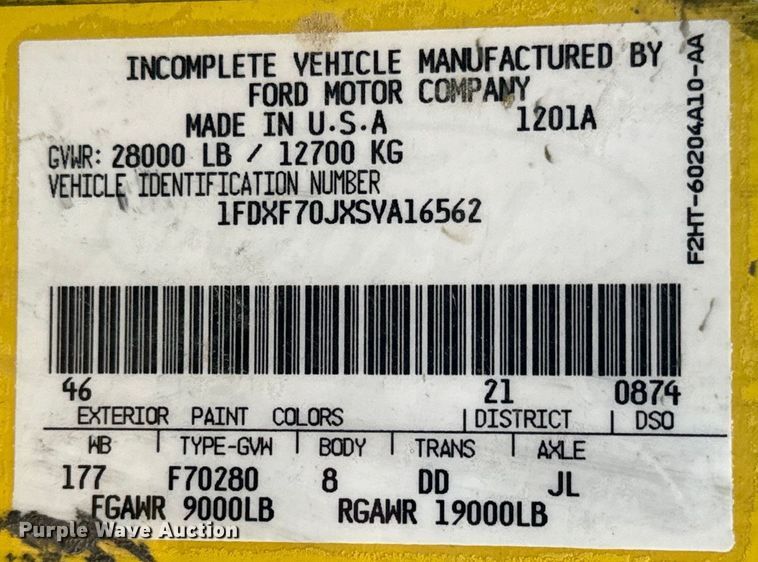 INCOMPLETE VEHICLE MANUFACTURED BY
FORD MOTOR COMPANY
MADE IN U.S.A 1201A
GVWR: 28000 LB / 12700 KG
VEHICLE IDENTIFICATION NUMBER
1FDXF70JXSVA16562
F2HT-60204A10-AA
46 21 0874
EXTERIOR PAINT COLORS DISTRICT DSO
WB TYPE-GVW BODY TRANS AXLE
177 F70280 8 DD JL
FGAWR 9000LB RGAWR 19000LB
Purple Wave Auction